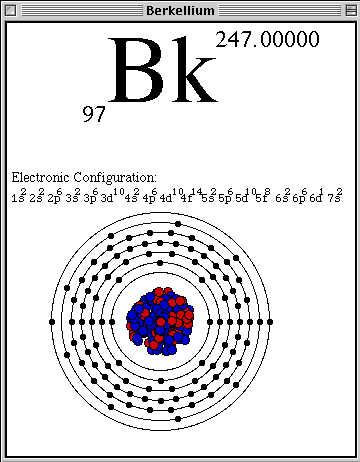 Berkellium
Bk
247.00000
97
Electronic Configuration:
1s² 2s² 2p⁶ 3s² 3p⁶ 3d¹⁰ 4s² 4p⁶ 4d¹⁰ 4f¹⁴ 5s² 5p⁶ 5d¹⁰ 5f⁸ 6s² 6p⁶ 6d¹ 7s²